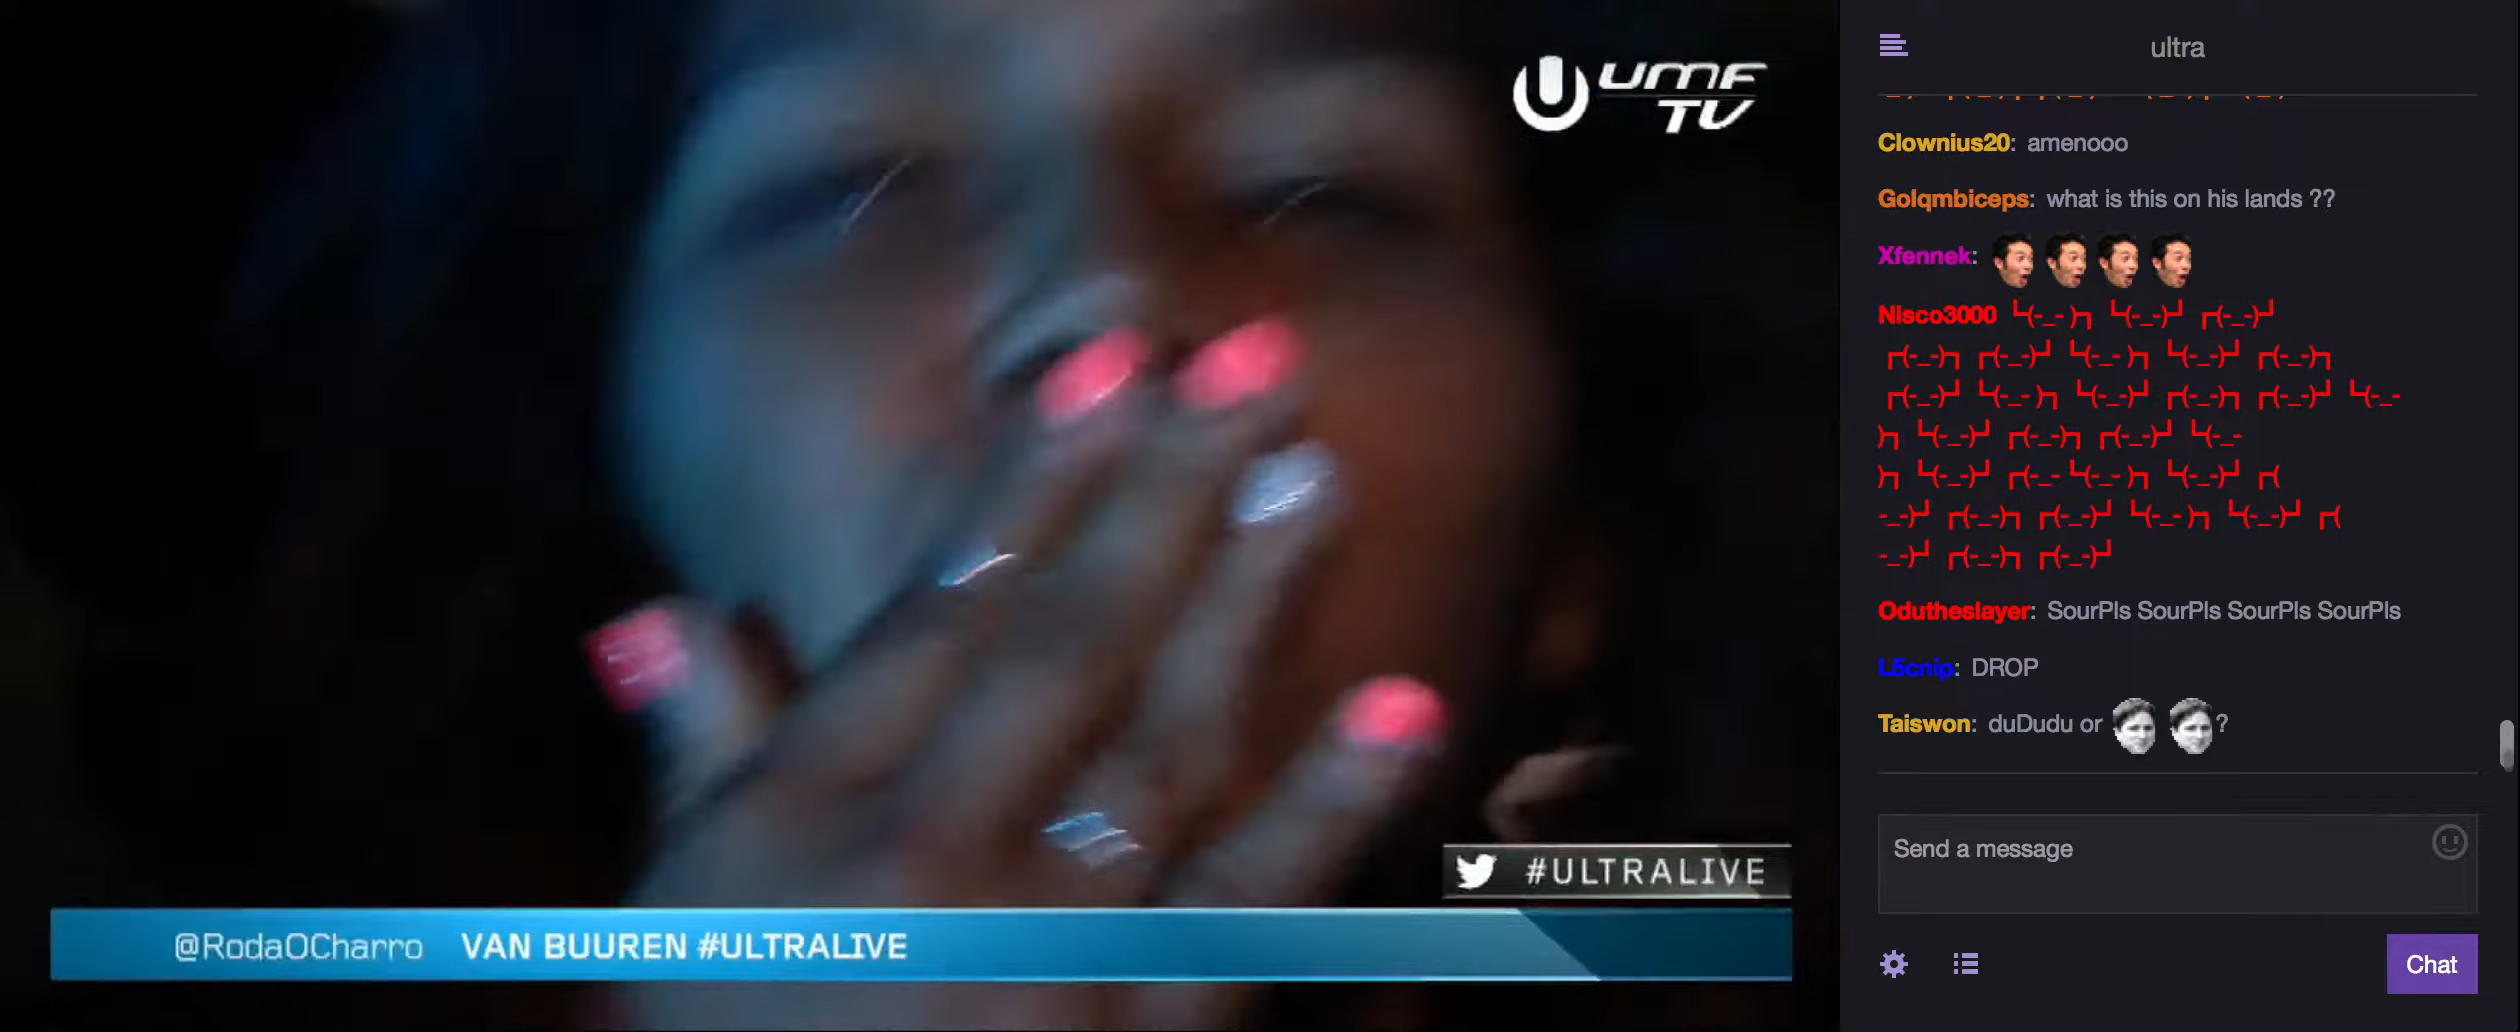 UMF
TV
#ULTRALIVE
@RodaOCharro VAN BUUREN #ULTRALIVE
ultra
Clownius20: amenooo
Golqmbiceps: what is this on his lands ??
Xfennek:
Nisco3000 ┗(-_- )┓ ┗(-_-)┛ ┏(-_-)┛
┏(-_-)┓ ┏(-_-)┛ ┗(-_- )┓ ┗(-_-)┛ ┏(-_-)┓
┏(-_-)┛ ┗(-_- )┓ ┗(-_-)┛ ┏(-_-)┓ ┏(-_-)┛ ┗(-_-
)┓ ┗(-_-)┛ ┏(-_-)┓ ┏(-_-)┛ ┗(-_-
)┓ ┗(-_-)┛ ┏(-_- ┗(-_- )┓ ┗(-_-)┛ ┏(
-_-)┛ ┏(-_-)┓ ┏(-_-)┛ ┗(-_- )┓ ┗(-_-)┛ ┏(
-_-)┛ ┏(-_-)┓ ┏(-_-)┛
Odutheslayer: SourPls SourPls SourPls SourPls
L5cnip: DROP
Taiswon: duDudu or ?
Send a message
Chat